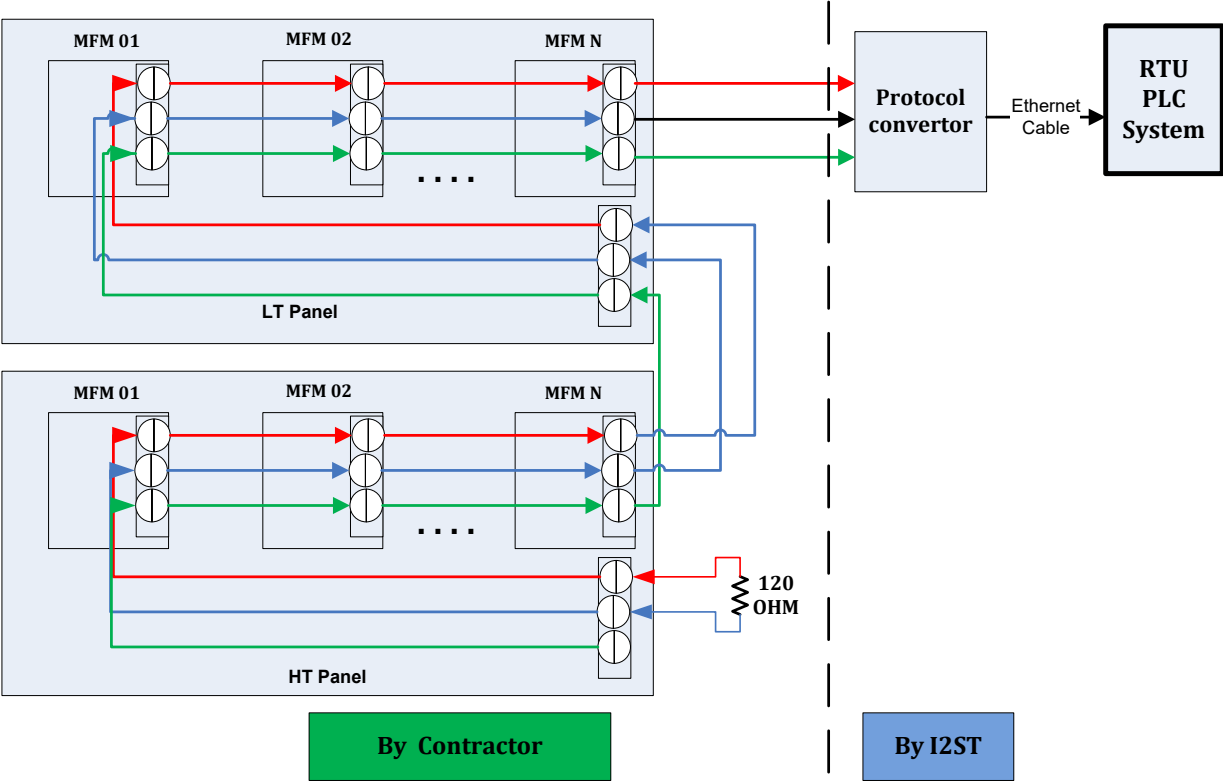 MFM 01
MFM 02
MFM N
. . . .
LT Panel
Protocol
convertor
Ethernet
Cable
RTU
PLC
System
MFM 01
MFM 02
MFM N
. . . .
120
OHM
HT Panel
By Contractor
By I2ST